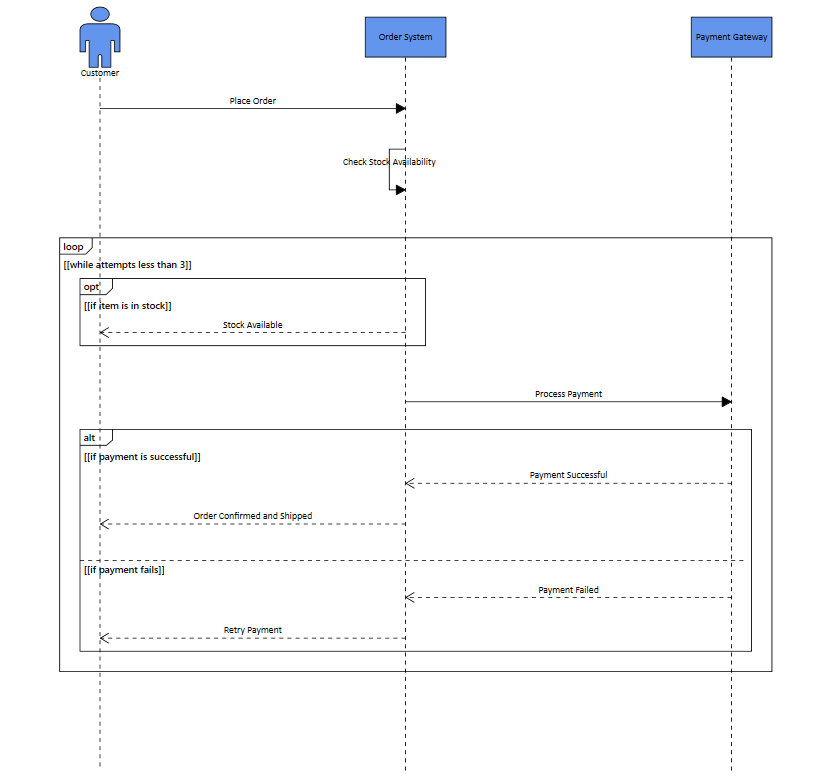 Customer
Order System
Payment Gateway
Place Order
Check Stock Availability
loop
[[while attempts less than 3]]
opt
[[if item is in stock]]
Stock Available
Process Payment
alt
[[if payment is successful]]
Payment Successful
Order Confirmed and Shipped
[[if payment fails]]
Payment Failed
Retry Payment